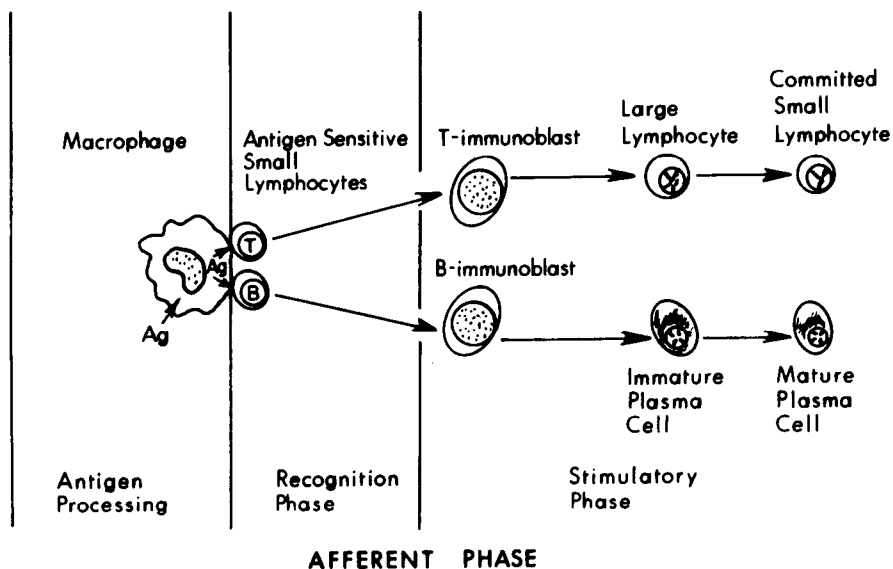 Macrophage
Antigen Sensitive
Small
Lymphocytes
T-immunoblast
Large
Lymphocyte
Committed
Small
Lymphocyte
T
Ag
B
Ag
B-immunoblast
Immature
Plasma
Cell
Mature
Plasma
Cell
Antigen
Processing
Recognition
Phase
Stimulatory
Phase
AFFERENT PHASE